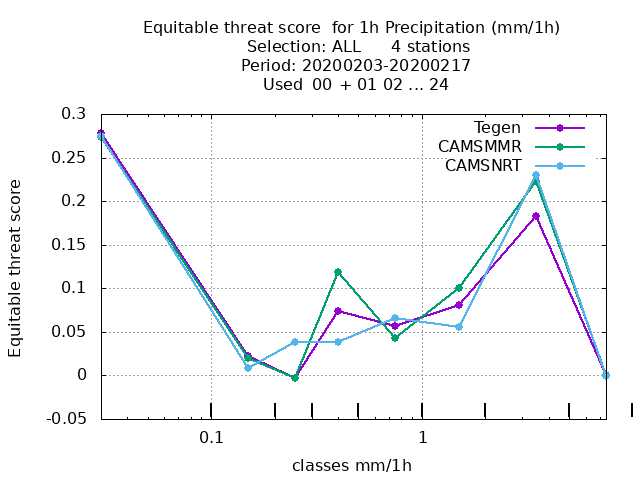 Equitable threat score  for 1h Precipitation (mm/1h)
Selection: ALL      4 stations
Period: 20200203-20200217
Used  00 + 01 02 ... 24
Tegen
CAMSMMR
CAMSNRT
0.3
0.25
0.2
0.15
0.1
0.05
0
-0.05
Equitable threat score
0.1
1
classes mm/1h